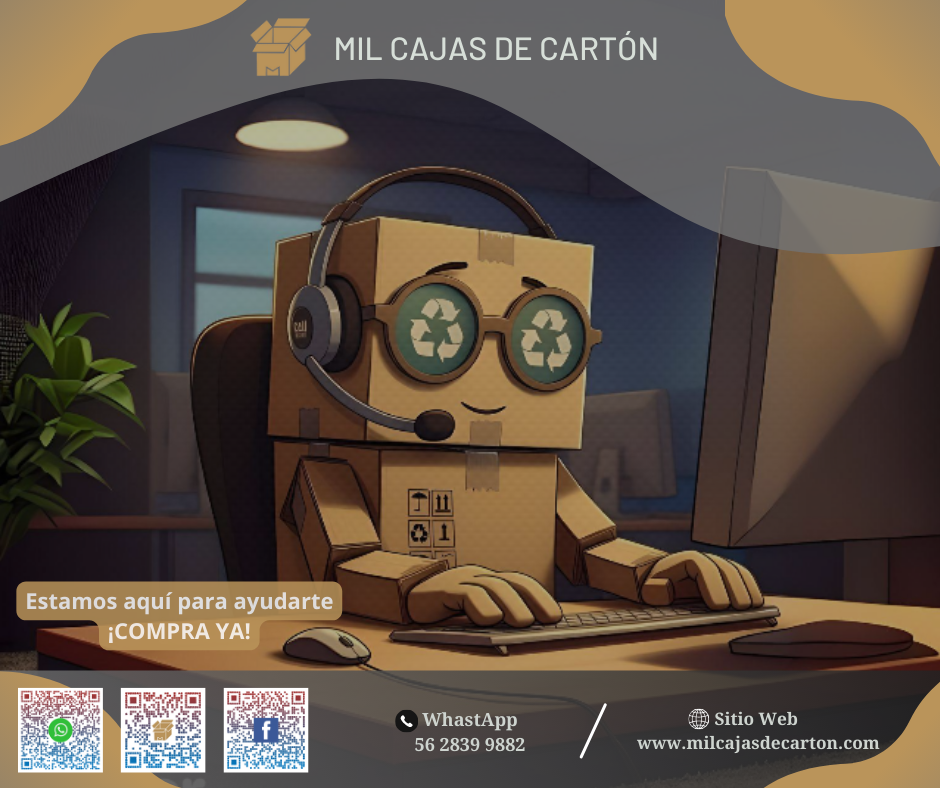 MIL CAJAS DE CARTÓN
Estamos aquí para ayudarte
¡COMPRA YA!
WhastApp
56 2839 9882
Sitio Web
www.milcajasdecarton.com